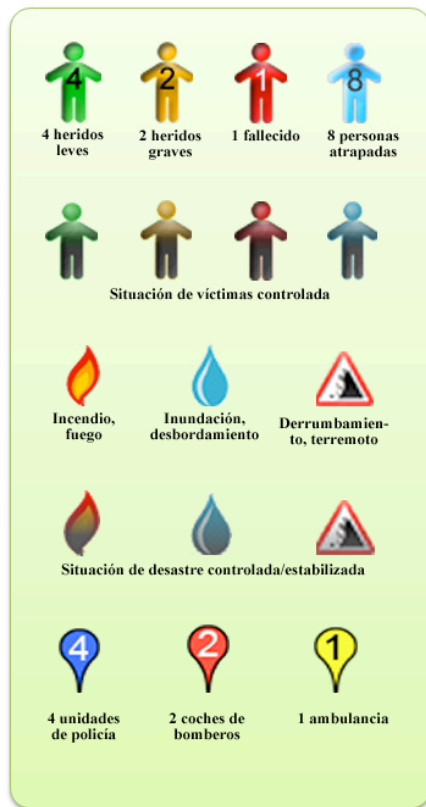 4 2 1 8
4 heridos leves 2 heridos graves 1 fallecido 8 personas atrapadas
Situación de víctimas controlada
Incendio, fuego Inundación, desbordamiento Derrumbamien-
to, terremoto
Situación de desastre controlada/estabilizada
4 2 1
4 unidades de policía 2 coches de bomberos 1 ambulancia